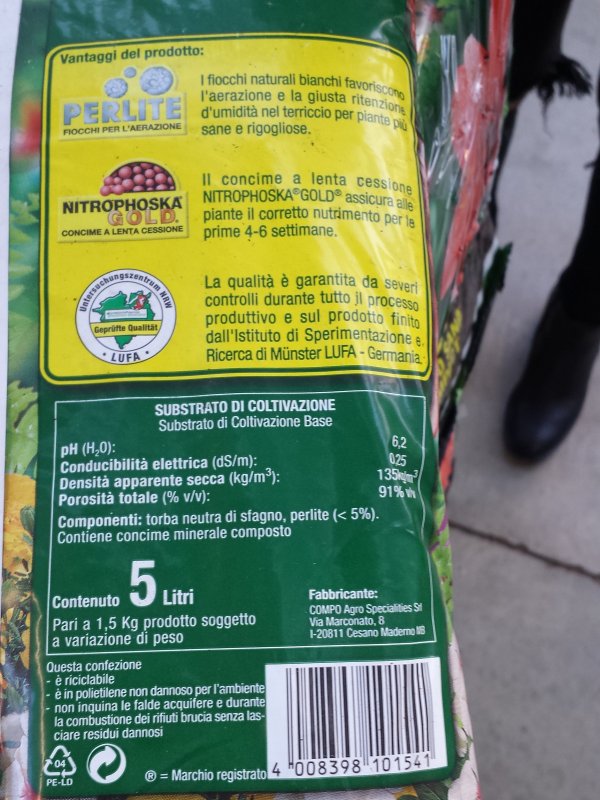 Vantaggi del prodotto:
PERLITE
FIOCCHI PER L'AERAZIONE
I fiocchi naturali bianchi favoriscono
l'aerazione e la giusta ritenzione
d'umidità nel terriccio per piante più
sane e rigogliose.
NITROPHOSKA
GOLD
CONCIME A LENTA CESSIONE
Il concime a lenta cessione
NITROPHOSKA®GOLD® assicura alle
piante il corretto nutrimento per le
prime 4-6 settimane.
Untersuchungszentrum NRW
Geprüfte Qualität
• LUFA •
La qualità è garantita da severi
controlli durante tutto il processo
produttivo e sul prodotto finito
dall'Istituto di Sperimentazione e
Ricerca di Münster LUFA - Germania.
SUBSTRATO DI COLTIVAZIONE
Substrato di Coltivazione Base
pH (H₂O): 6,2
Conducibilità elettrica (dS/m): 0,25
Densità apparente secca (kg/m³): 135kg/m³
Porosità totale (% v/v): 91% v/v
Componenti: torba neutra di sfagno, perlite (< 5%).
Contiene concime minerale composto
Contenuto 5 Litri
Pari a 1,5 Kg prodotto soggetto
a variazione di peso
Fabbricante:
COMPO Agro Specialities Srl
Via Marconato, 8
I-20811 Cesano Maderno MB
Questa confezione
- è riciclabile
- è in polietilene non dannoso per l'ambiente
- non inquina le falde acquifere e durante
la combustione dei rifiuti brucia senza las-
ciare residui dannosi
04
PE-LD
® = Marchio registrato
4 008398 101541